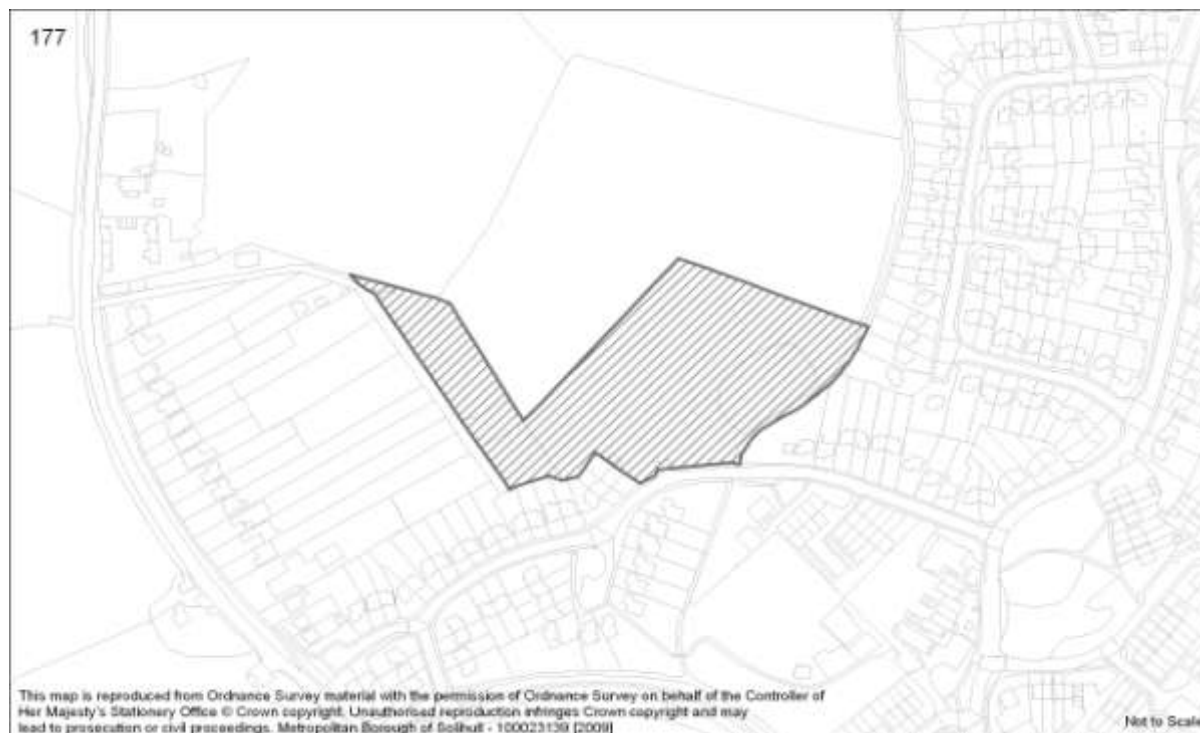 177
This map is reproduced from Ordnance Survey material with the permission of Ordnance Survey on behalf of the Controller of
Her Majesty's Stationery Office © Crown copyright. Unauthorised reproduction infringes Crown copyright and may
lead to prosecution or civil proceedings. Metropolitan Borough of Solihull - 100023139 [2009]
Not to Scale